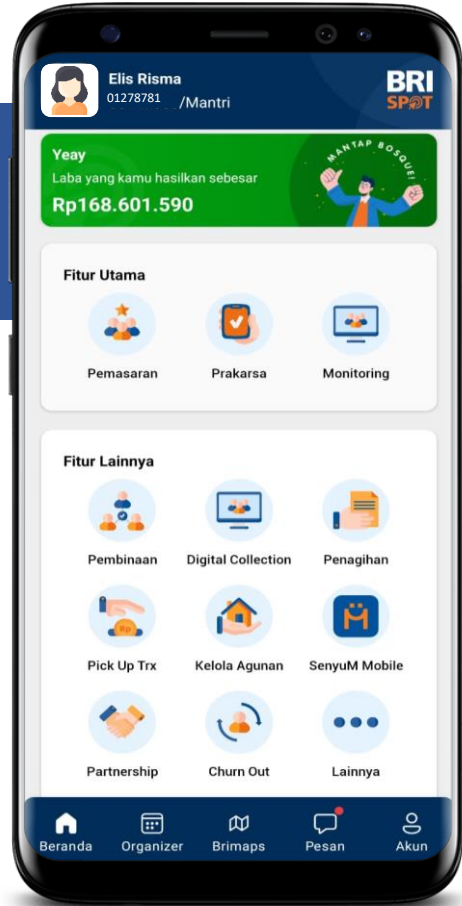 Elis Risma
01278781 /Mantri
BRI
SPOT
Yeay
Laba yang kamu hasilkan sebesar
Rp168.601.590
MANTAP BOSQUE!
Fitur Utama
Pemasaran Prakarsa Monitoring
Fitur Lainnya
Rp
Pembinaan Digital Collection Penagihan
Pick Up Trx Kelola Agunan SenyuM Mobile
Partnership Churn Out Lainnya
Beranda Organizer Brimaps Pesan Akun